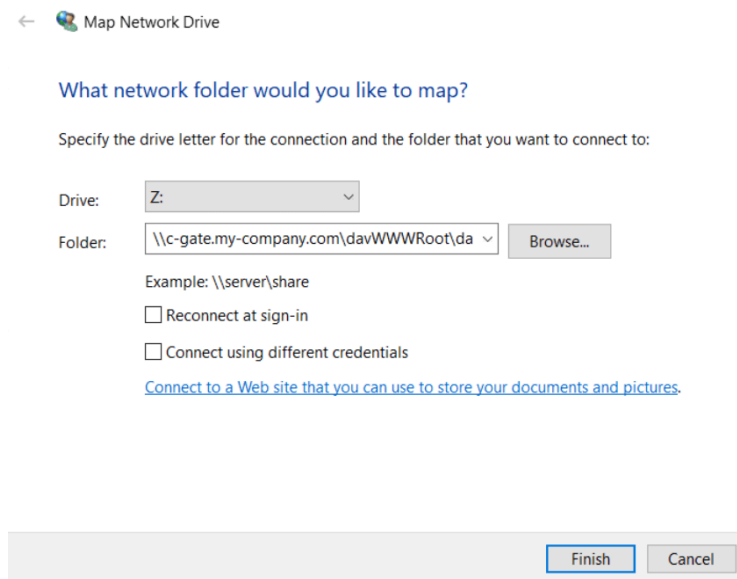 Map Network Drive
What network folder would you like to map?
Specify the drive letter for the connection and the folder that you want to connect to:
Drive: Z:
Folder: \\c-gate.my-company.com\davWWWRoot\da Browse...
Example: \\server\share
Reconnect at sign-in
Connect using different credentials
Connect to a Web site that you can use to store your documents and pictures.
Finish Cancel